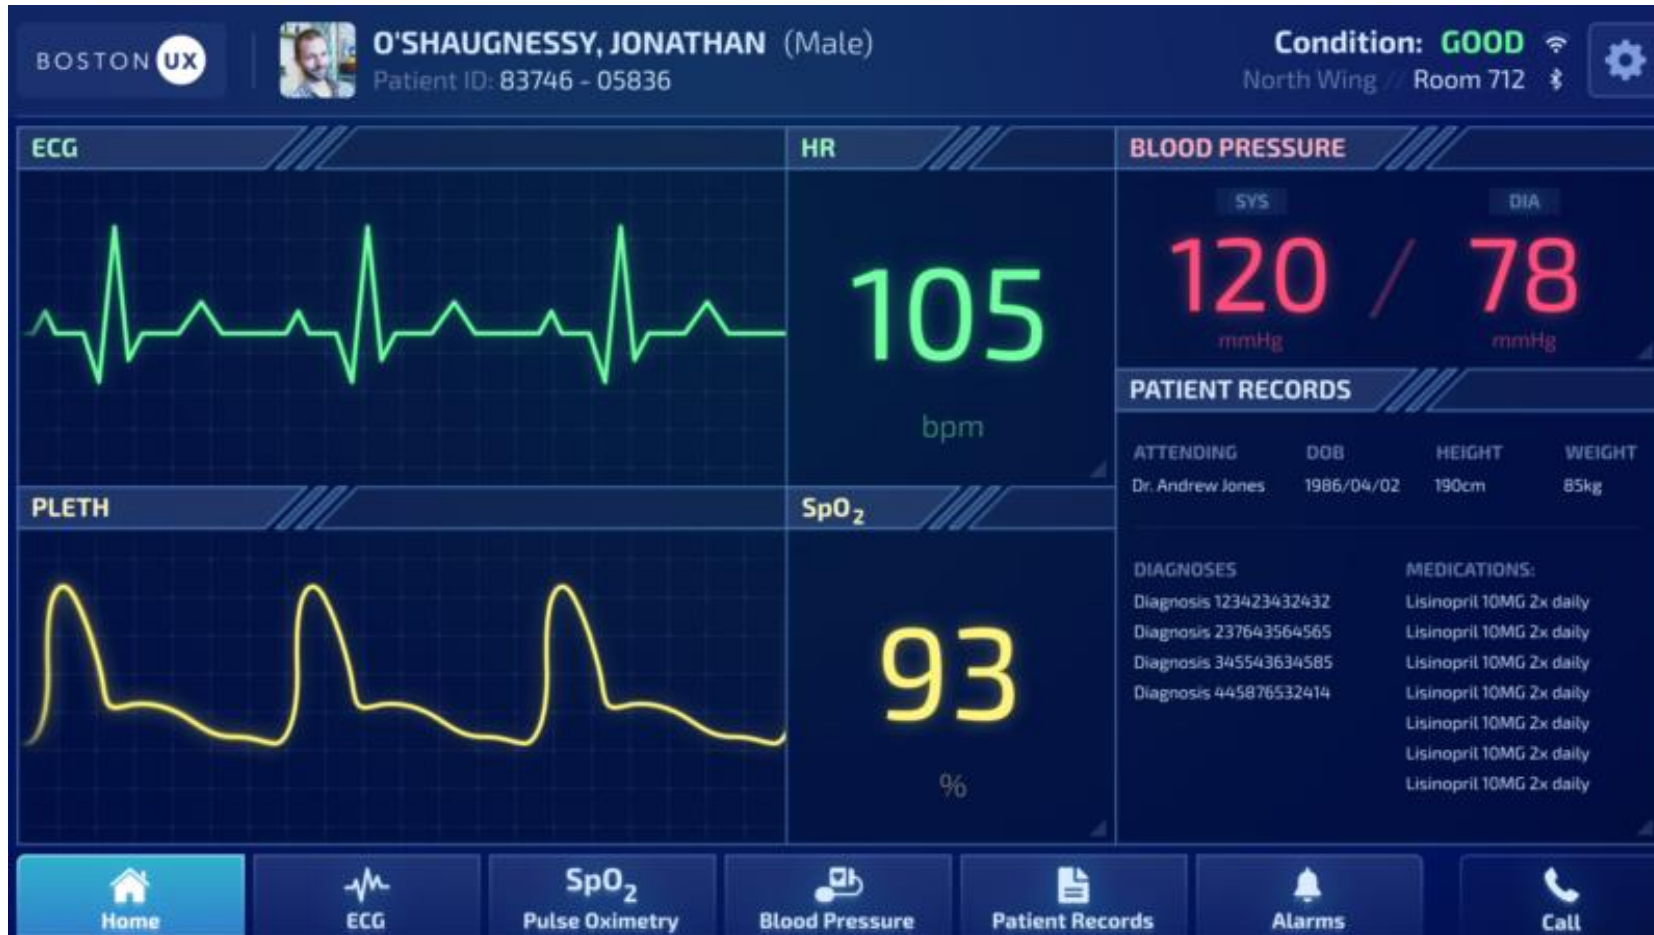 BOSTON UX
O'SHAUGNESSY, JONATHAN (Male)
Patient ID: 83746 - 05836
Condition: GOOD
North Wing // Room 712
ECG
HR
105
bpm
BLOOD PRESSURE
SYS
DIA
120 / 78
mmHg
mmHg
PATIENT RECORDS
ATTENDING DOB HEIGHT WEIGHT
Dr. Andrew Jones 1986/04/02 190cm 85kg
DIAGNOSES
Diagnosis 123423432432
Diagnosis 237643564565
Diagnosis 345543634585
Diagnosis 445876532414
MEDICATIONS:
Lisinopril 10MG 2x daily
Lisinopril 10MG 2x daily
Lisinopril 10MG 2x daily
Lisinopril 10MG 2x daily
Lisinopril 10MG 2x daily
Lisinopril 10MG 2x daily
Lisinopril 10MG 2x daily
PLETH
SpO2
93
%
Home
ECG
SpO2
Pulse Oximetry
Blood Pressure
Patient Records
Alarms
Call